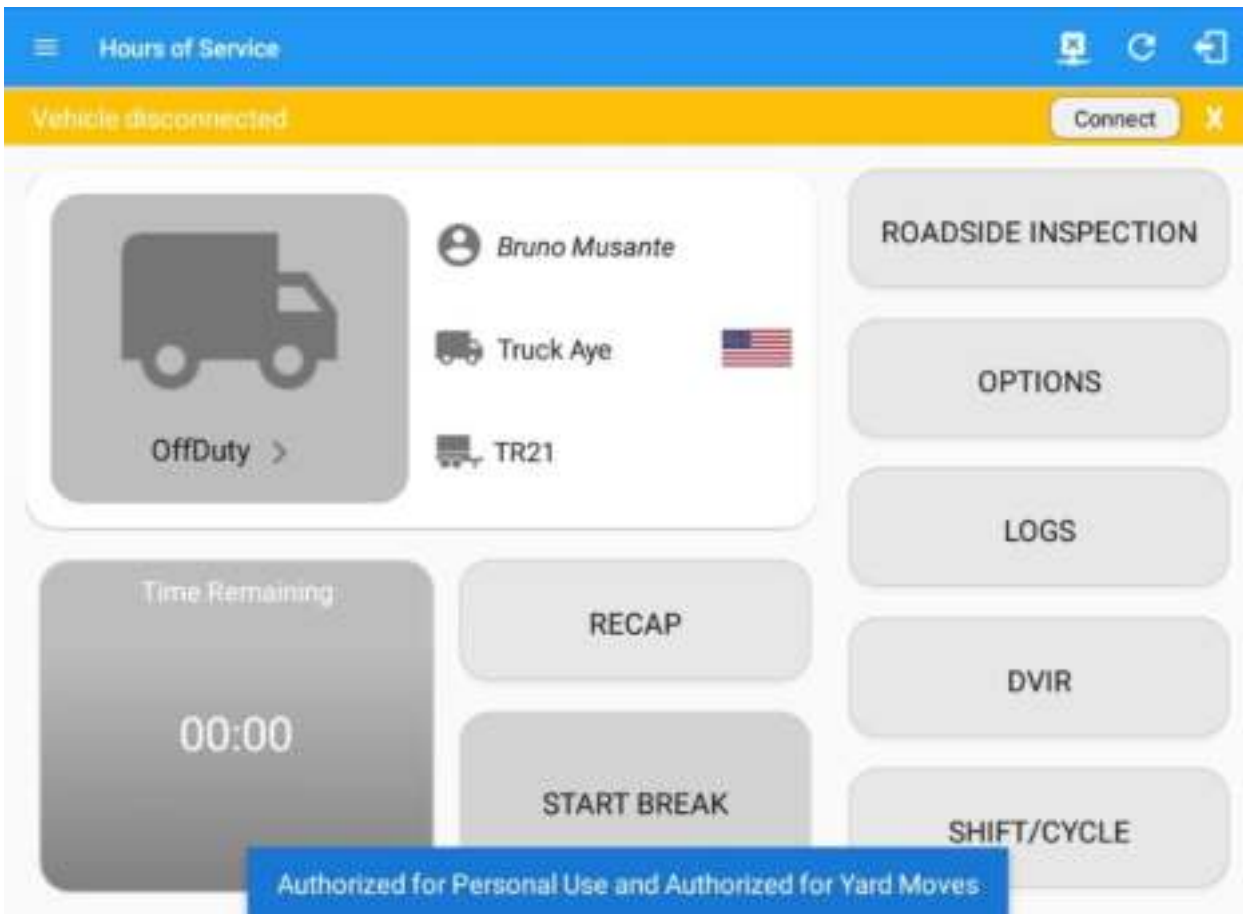 Hours of Service
Vehicle disconnected
Connect
X
Bruno Musante
Truck Aye
TR21
OffDuty >
ROADSIDE INSPECTION
OPTIONS
LOGS
DVIR
SHIFT/CYCLE
Time Remaining
00:00
RECAP
START BREAK
Authorized for Personal Use and Authorized for Yard Moves